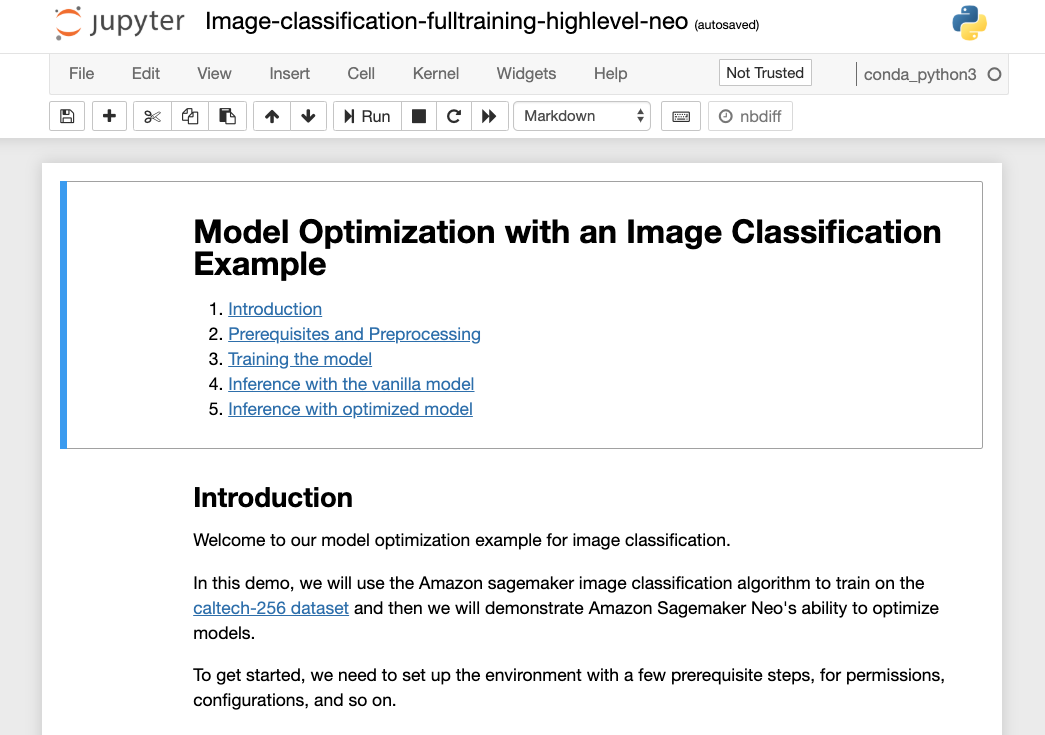 jupyter Image-classification-fulltraining-highlevel-neo (autosaved)
File Edit View Insert Cell Kernel Widgets Help Not Trusted conda_python3
Run Markdown nbdiff
Model Optimization with an Image Classification
Example
1. Introduction
2. Prerequisites and Preprocessing
3. Training the model
4. Inference with the vanilla model
5. Inference with optimized model
Introduction
Welcome to our model optimization example for image classification.
In this demo, we will use the Amazon sagemaker image classification algorithm to train on the
caltech-256 dataset and then we will demonstrate Amazon Sagemaker Neo's ability to optimize
models.
To get started, we need to set up the environment with a few prerequisite steps, for permissions,
configurations, and so on.